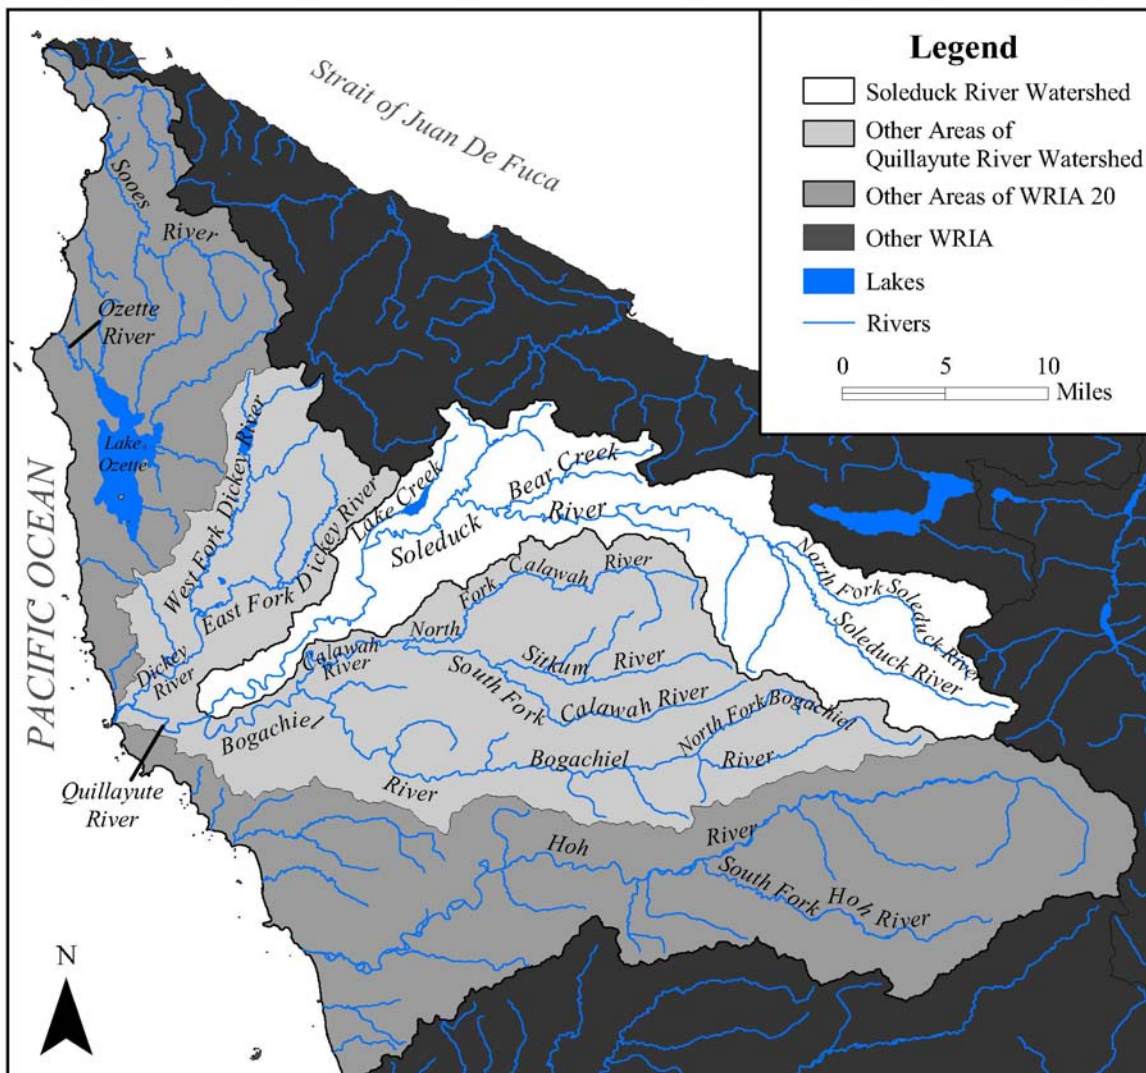 Legend
Soleduck River Watershed
Other Areas of
Quillayute River Watershed
Other Areas of WRIA 20
Other WRIA
Lakes
Rivers
0 5 10
Miles
Strait of Juan De Fuca
Sooes
River
Ozette
River
Lake
Ozette
PACIFIC OCEAN
West Fork Dickey River
East Fork Dickey River
Dickey
River
Lake Creek
Bear Creek
Soleduck
River
North Fork Soleduck River
Soleduck River
North Fork Calawah River
Calawah
River
Sitkum River
South Fork Calawah River
North Fork Bogachiel
River
Bogachiel
River
Bogachiel
Quillayute
River
Hoh
River
South Fork Hoh River
N